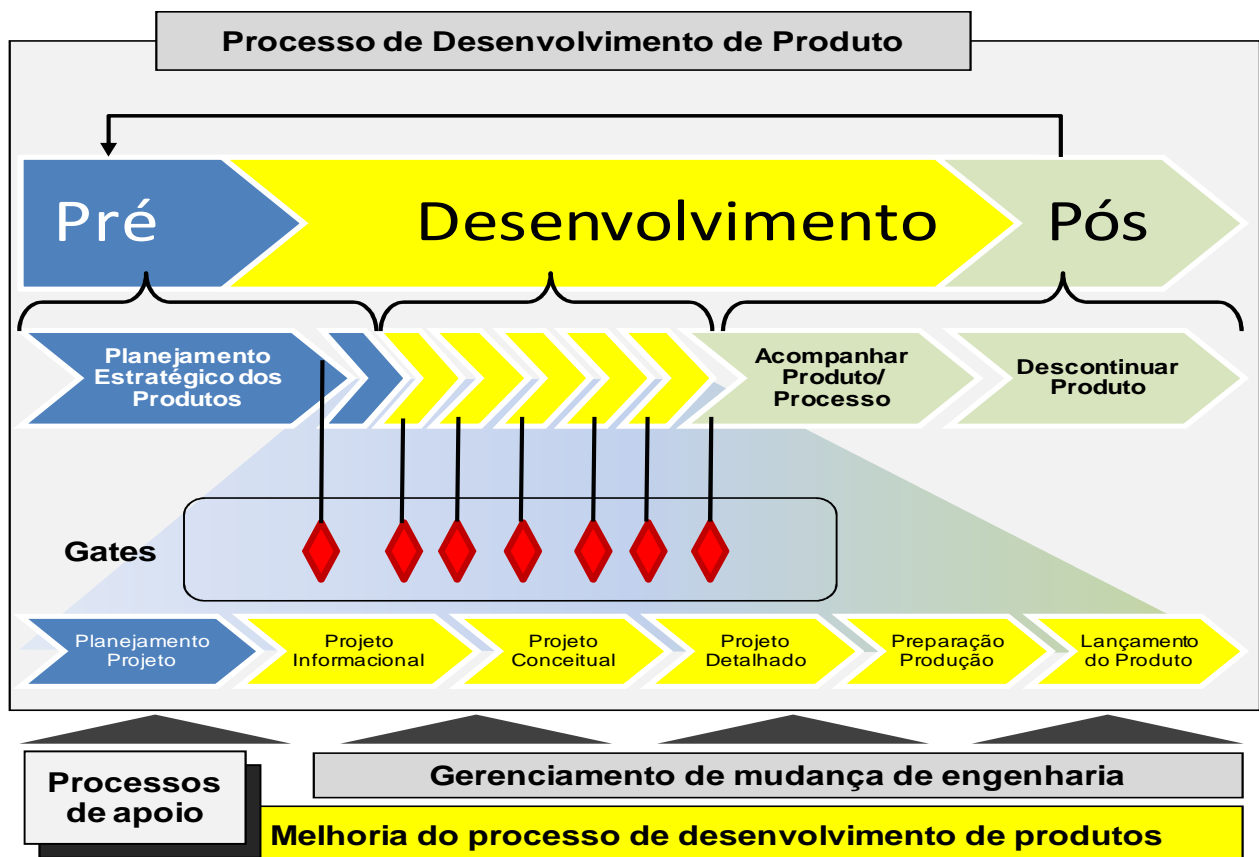 Processo de Desenvolvimento de Produto
Pré
Desenvolvimento
Pós
Planejamento
Estratégico dos
Produtos
Acompanhar
Produto/
Processo
Descontinuar
Produto
Gates
Planejamento
Projeto
Projeto
Informacional
Projeto
Conceitual
Projeto
Detalhado
Preparação
Produção
Lançamento
do Produto
Processos
de apoio
Gerenciamento de mudança de engenharia
Melhoria do processo de desenvolvimento de produtos